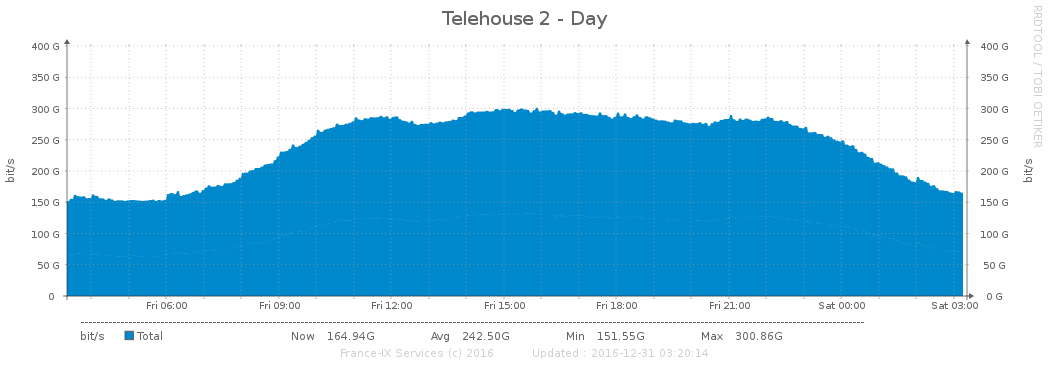 Telehouse 2 - Day
RRDTOOL / TOBI OETIKER
400 G 400 G
350 G 350 G
300 G 300 G
250 G 250 G
200 G 200 G
150 G 150 G
100 G 100 G
50 G 50 G
0 0 G
bit/s bit/s
Fri 06:00 Fri 09:00 Fri 12:00 Fri 15:00 Fri 18:00 Fri 21:00 Sat 00:00 Sat 03:00
bit/s Total Now 164.94G Avg 242.50G Min 151.55G Max 300.86G
France-IX Services (c) 2016 Updated : 2016-12-31 03:20:14